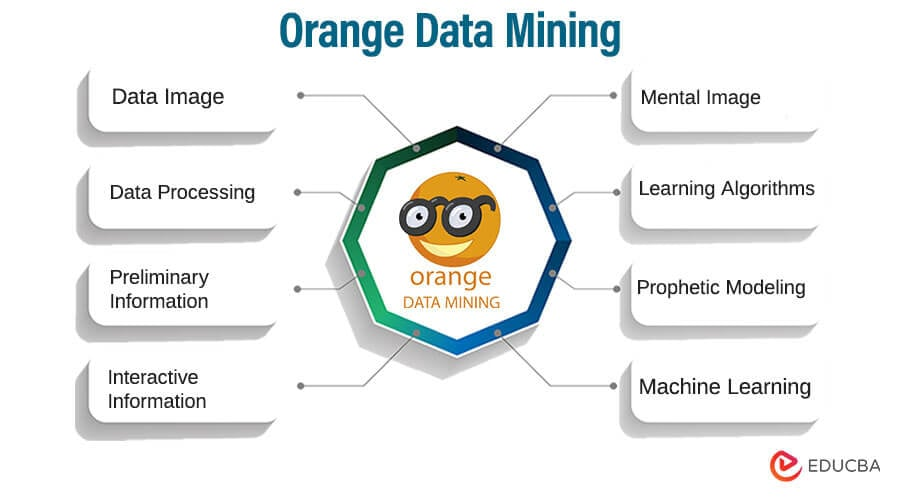 Orange Data Mining
Data Image
Data Processing
Preliminary
Information
Interactive
Information
orange
DATA MINING
Mental Image
Learning Algorithms
Prophetic Modeling
Machine Learning
EDUCBA